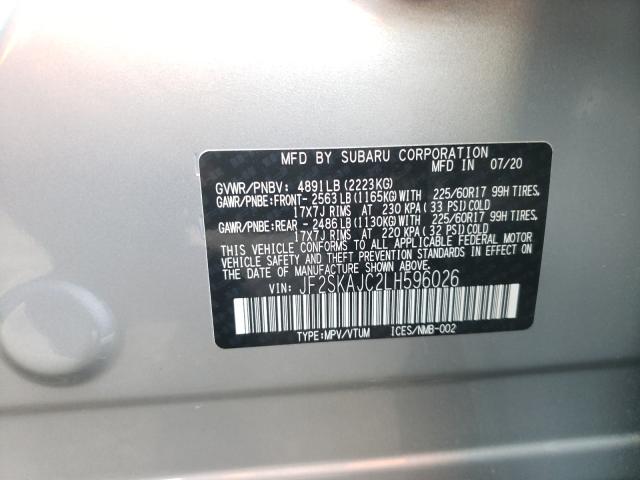 MFD BY SUBARU CORPORATION
MFD IN 07/20
GVWR/PNBV: 4891LB(2223KG)
GAWR/PNBE:FRONT- 2563LB(1165KG)WITH 225/60R17 99H TIRES,
17X7J RIMS AT 230 KPA(33 PSI)COLD
GAWR/PNBE:REAR - 2486LB(1130KG)WITH 225/60R17 99H TIRES,
17X7J RIMS AT 220 KPA(32 PSI)COLD
THIS VEHICLE CONFORMS TO ALL APPLICABLE FEDERAL MOTOR
VEHICLE SAFETY AND THEFT PREVENTION STANDARDS IN EFFECT ON
THE DATE OF MANUFACTURE SHOWN ABOVE.
VIN: JF2SKAJC2LH596026
TYPE:MPV/VTUM ICES/NMB-002